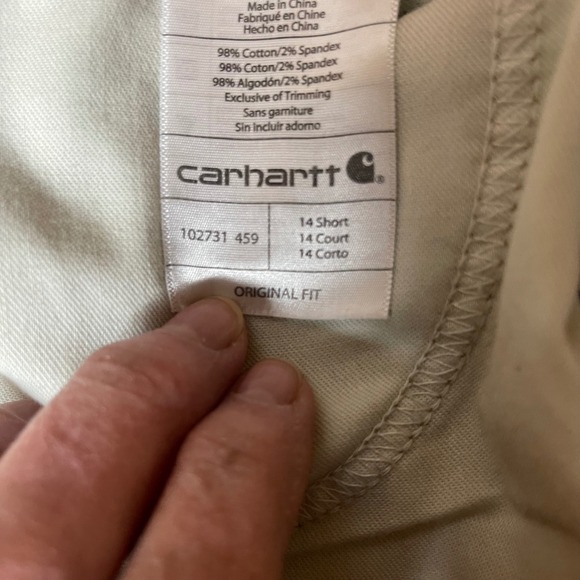 Made in China
Fabriqué en Chine
Hecho en China
98% Cotton/2% Spandex
98% Coton/2% Spandex
98% Algodón/2% Spandex
Exclusive of Trimming
Sans garniture
Sin incluir adorno
carhartt ®
102731 459
14 Short
14 Court
14 Corto
ORIGINAL FIT